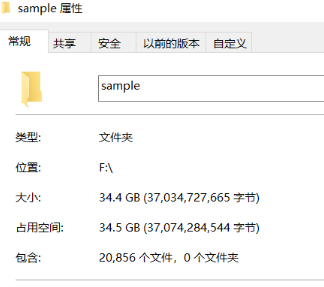 sample 属性
常规 共享 安全 以前的版本 自定义
sample
类型: 文件夹
位置: F:\
大小: 34.4 GB (37,034,727,665 字节)
占用空间: 34.5 GB (37,074,284,544 字节)
包含: 20,856 个文件，0 个文件夹